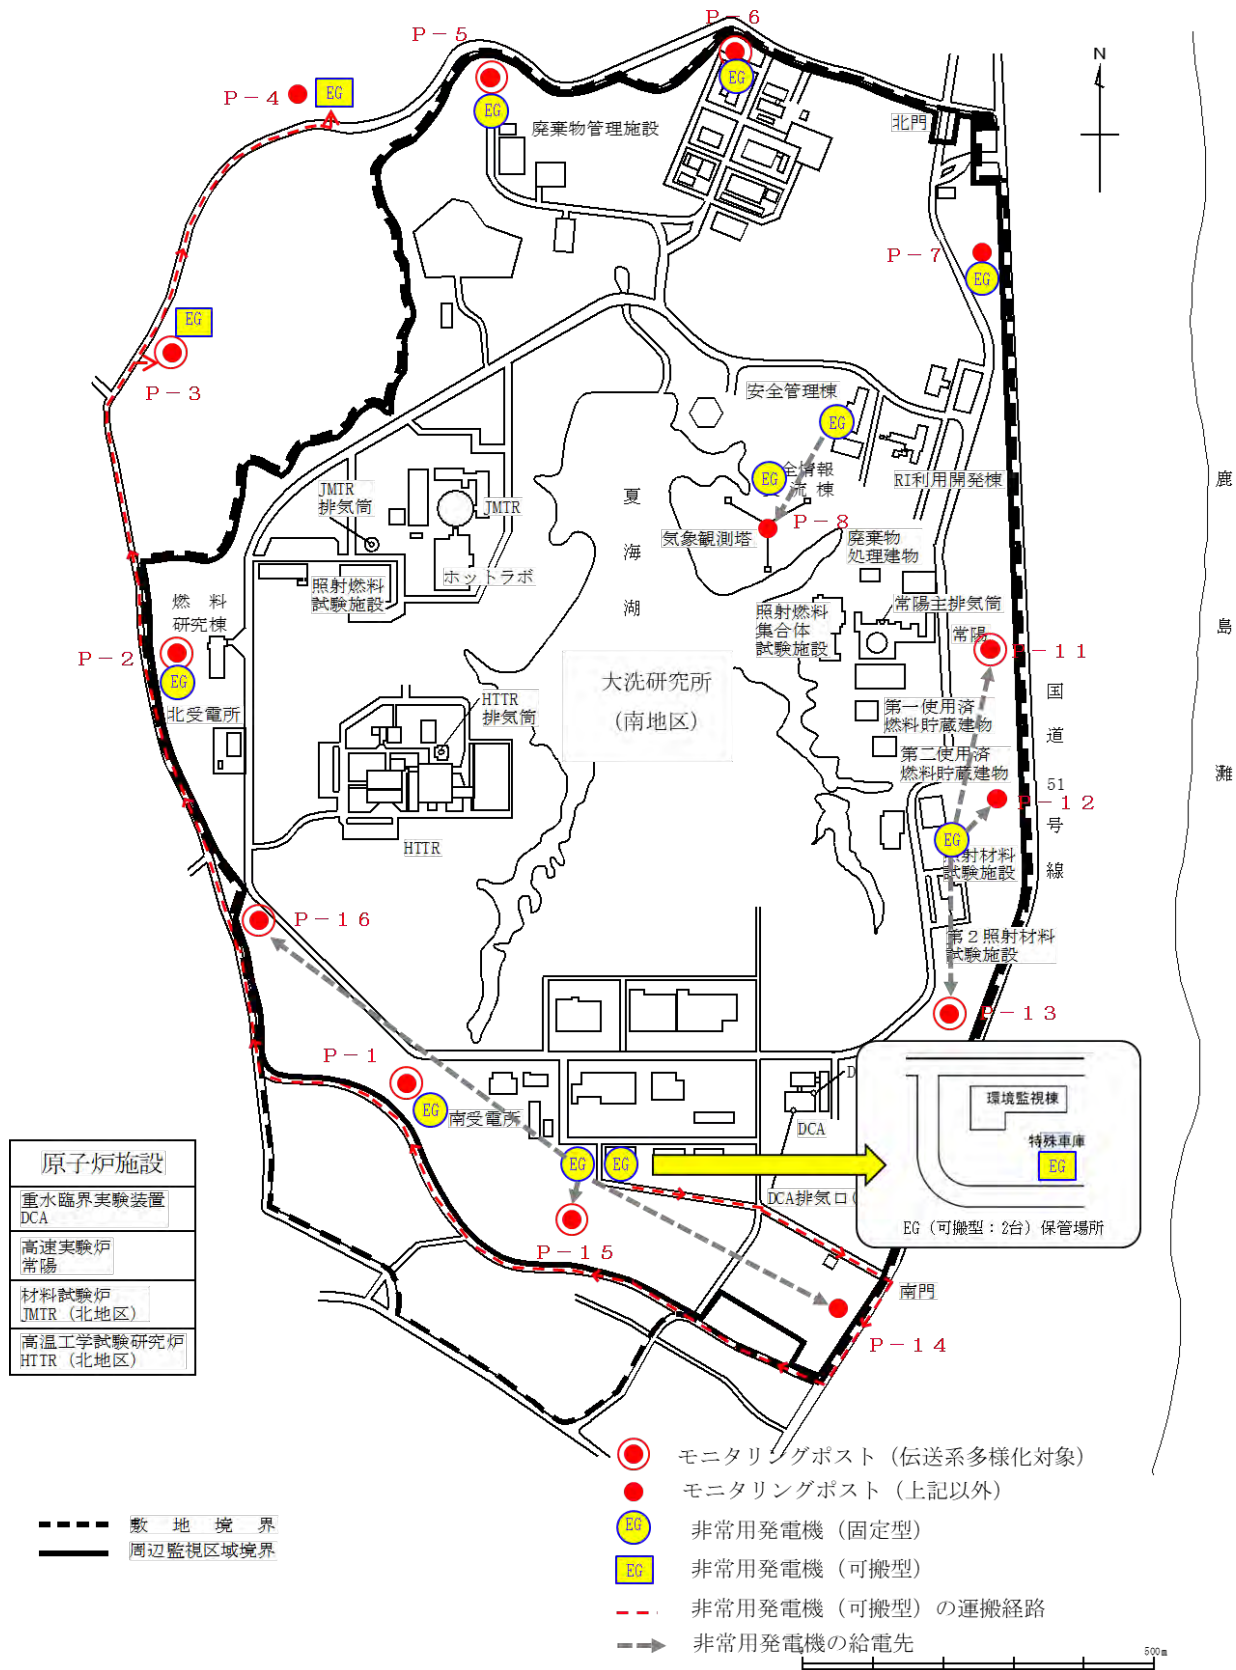 P－6
P－5
N
P－4
EG
EG
EG
廃棄物管理施設
北門
P－7
EG
EG
P－3
安全管理棟
EG
EG
全情報
流棟
RI利用開発棟
鹿
島
灘
JMTR
排気筒
JMTR
夏
海
湖
気象観測塔
P－8
廃棄物
処理建物
ホットラボ
照射燃料
試験施設
燃　料
研究棟
照射燃料
集合体
試験施設
常陽主排気筒
常陽
P－11
P－2
EG
北受電所
大洗研究所
（南地区）
HTTR
排気筒
国
道
51
号
線
第一使用済
燃料貯蔵建物
第二使用済
燃料貯蔵建物
P－12
EG
照射材料
試験施設
HTTR
P－16
第2照射材料
試験施設
P－13
P－1
EG
南受電所
D
DCA
環境監視棟
特殊車庫
EG
EG（可搬型：2台）保管場所
EG
EG
DCA排気口（
P－15
南門
P－14
原子炉施設
重水臨界実験装置
DCA
高速実験炉
常陽
材料試験炉
JMTR（北地区）
高温工学試験研究炉
HTTR（北地区）
モニタリングポスト（伝送系多様化対象）
モニタリングポスト（上記以外）
EG 非常用発電機（固定型）
EG 非常用発電機（可搬型）
非常用発電機（可搬型）の運搬経路
非常用発電機の給電先
敷　地　境　界
周辺監視区域境界
500m